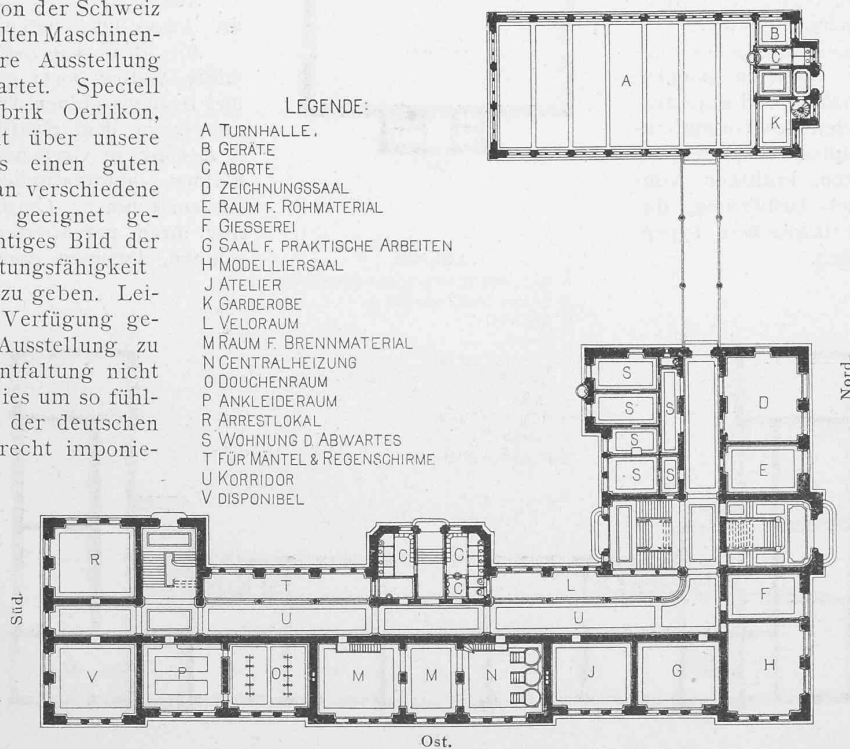 on der Schweiz
lten Maschinen-
re Ausstellung
artet. Speciell
brik Oerlikon,
t über unsere
s einen guten
an verschiedene
geeignet ge-
ntiges Bild der
tungsfähigkeit
zu geben. Lei-
Verfügung ge-
Ausstellung zu
ntfaltung nicht
ies um so fühl-
der deutschen
recht imponie-
LEGENDE:
A TURNHALLE.
B GERÄTE
C ABORTE
D ZEICHNUNGSSAAL
E RAUM F. ROHMATERIAL
F GIESSEREI
G SAAL F. PRAKTISCHE ARBEITEN
H MODELLIERSAAL
J ATELIER
K GARDEROBE
L VELORAUM
M RAUM F. BRENNMATERIAL
N CENTRALHEIZUNG
O DOUCHENRAUM
P ANKLEIDERAUM
R ARRESTLOKAL
S WOHNUNG D. ABWARTES
T FÜR MÄNTEL & REGENSCHIRME
U KORRIDOR
V DISPONIBEL
A
B
C
K
S
S
S
S
S
S
D
E
Nord.
R
T
C
C
C
L
F
U
U
Süd.
V
P
O
M
M
N
J
G
H
Ost.